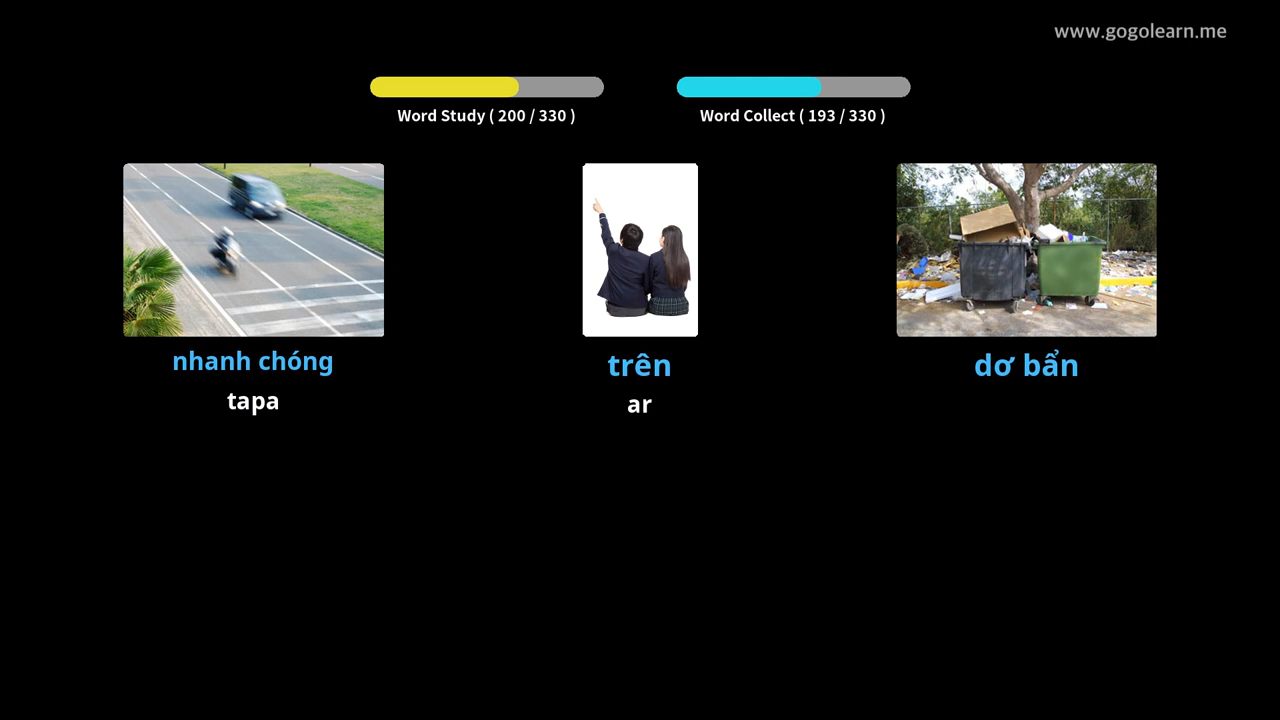 www.gogolearn.me
Word Study ( 200 / 330 )
Word Collect ( 193 / 330 )
nhanh chóng
tapa
trên
ar
dơ bẩn